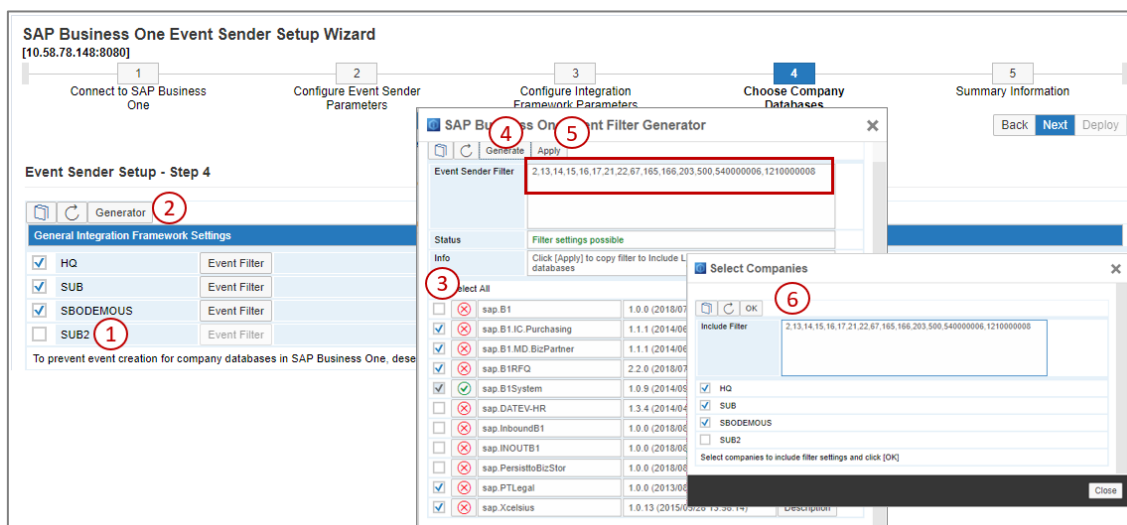 SAP Business One Event Sender Setup Wizard
[10.58.78.148:8080]
1 2 3 4 5
Connect to SAP Business One
Configure Event Sender Parameters
Configure Integration Framework Parameters
Choose Company Databases
Summary Information
Back Next Deploy
Event Sender Setup - Step 4
Generator 2
General Integration Framework Settings
HQ Event Filter
SUB Event Filter
SBODEMOUS Event Filter
SUB2 1 Event Filter
To prevent event creation for company databases in SAP Business One, dese
SAP Business One Event Filter Generator
4 5
Generate Apply
Event Sender Filter 2,13,14,15,16,17,21,22,67,165,166,203,500,540000006,1210000008
Status Filter settings possible
Info Click [Apply] to copy filter to Include L
databases
3 elect All
sap.B1 1.0.0 (2018/07
sap.B1.IC.Purchasing 1.1.1 (2014/06
sap.B1.MD.BizPartner 1.1.1 (2014/06
sap.B1RFQ 2.2.0 (2018/07
sap.B1System 1.0.9 (2014/09
sap.DATEV-HR 1.3.4 (2014/04
sap.InboundB1 1.0.0 (2018/08
sap.INOUTB1 1.0.0 (2018/08
sap.PersisttoBizStor 1.0.0 (2018/08
sap.PTLegal 1.0.0 (2013/08
sap.Xcelsius 1.0.13 (2015/05/26 13:58:14) Description
Select Companies
OK 6
Include Filter 2,13,14,15,16,17,21,22,67,165,166,203,500,540000006,1210000008
HQ
SUB
SBODEMOUS
SUB2
Select companies to include filter settings and click [OK]
Close